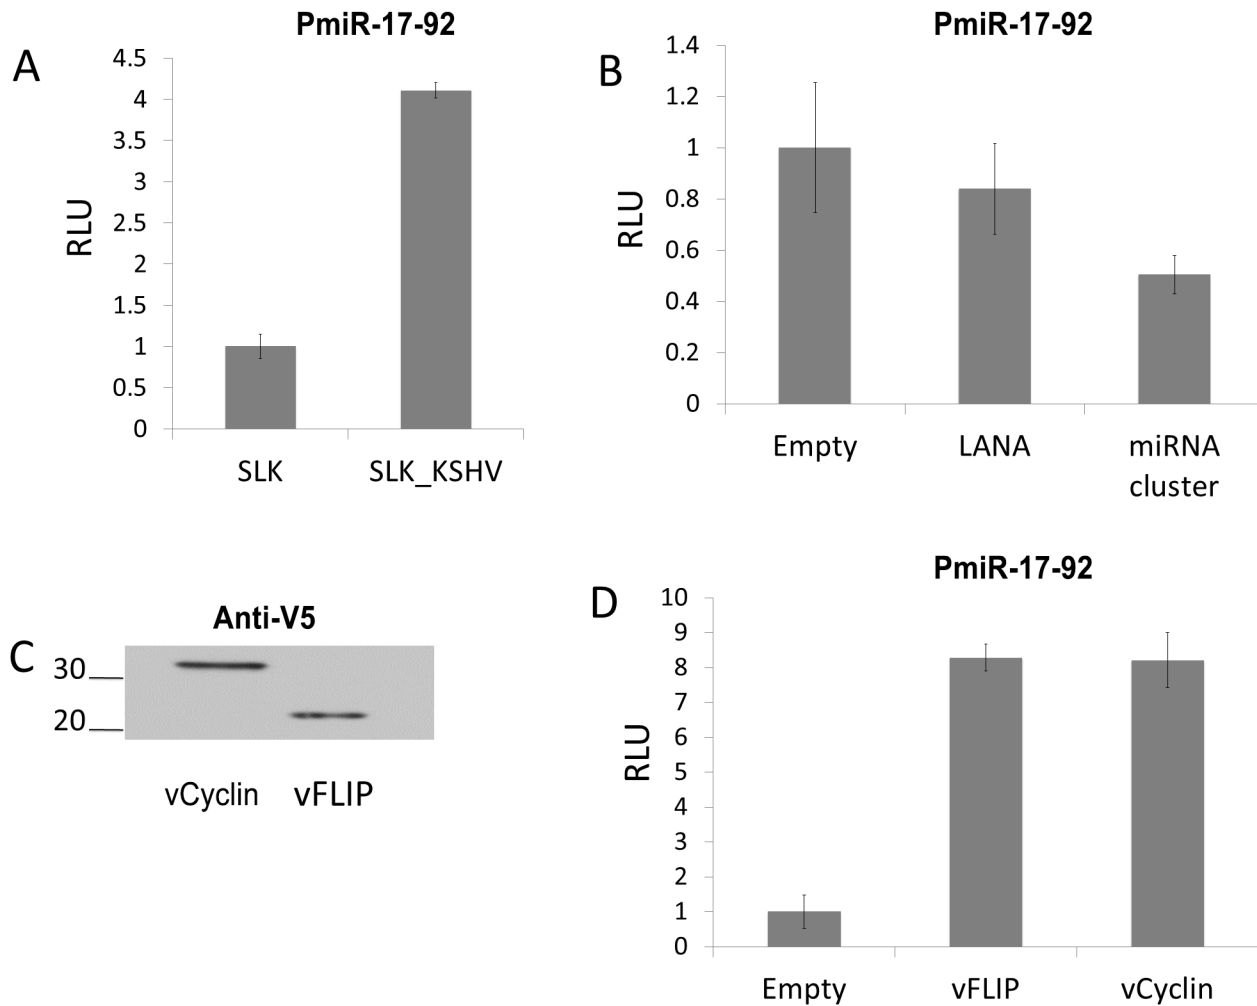 A
PmiR-17-92
RLU
4.5
4
3.5
3
2.5
2
1.5
1
0.5
0
SLK
SLK_KSHV
B
PmiR-17-92
RLU
1.4
1.2
1
0.8
0.6
0.4
0.2
0
Empty
LANA
miRNA
cluster
C
Anti-V5
30
20
vCyclin
vFLIP
D
PmiR-17-92
RLU
10
9
8
7
6
5
4
3
2
1
0
Empty
vFLIP
vCyclin